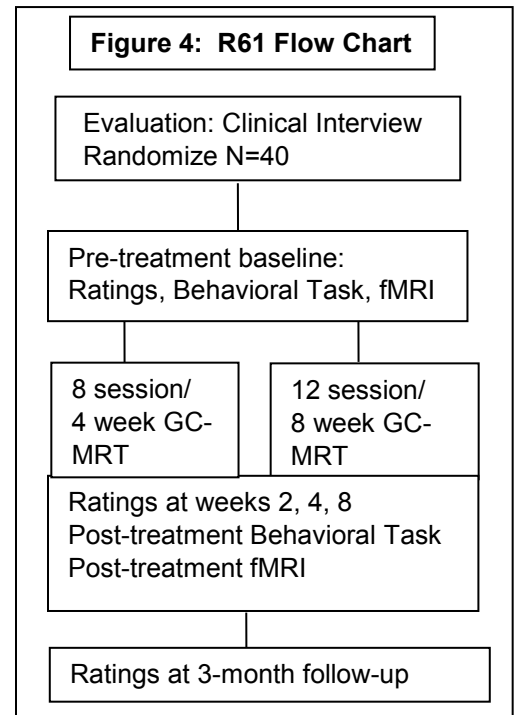 Figure 4: R61 Flow Chart
Evaluation: Clinical Interview
Randomize N=40
Pre-treatment baseline:
Ratings, Behavioral Task, fMRI
8 session/
4 week GC-
MRT
12 session/
8 week GC-
MRT
Ratings at weeks 2, 4, 8
Post-treatment Behavioral Task
Post-treatment fMRI
Ratings at 3-month follow-up